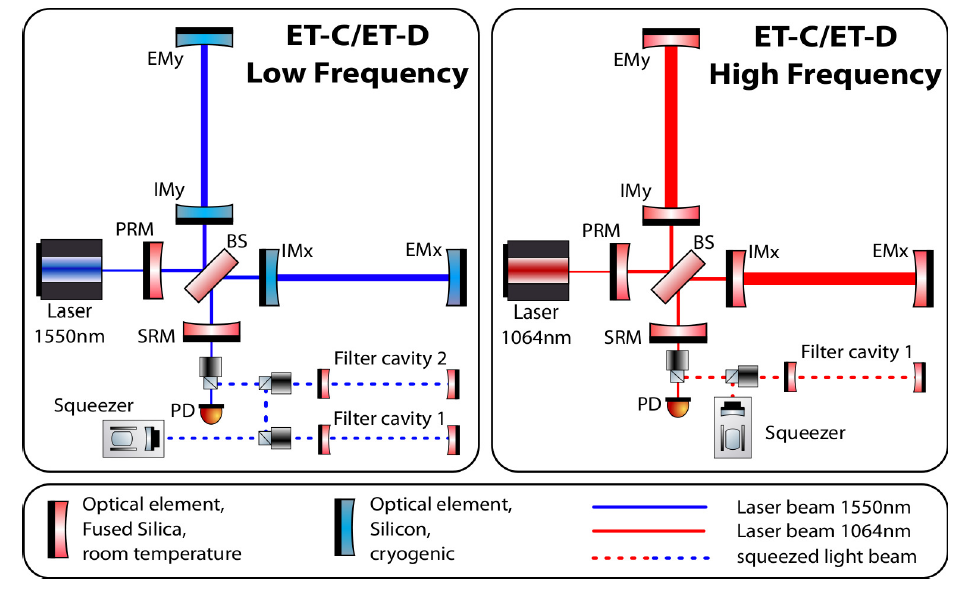 ET-C/ET-D
Low Frequency
EMy
IMy
PRM
BS
IMx
EMx
Laser
1550nm
SRM
Filter cavity 2
Squeezer
PD
Filter cavity 1
ET-C/ET-D
High Frequency
EMy
IMy
PRM
BS
IMx
EMx
Laser
1064nm
SRM
Filter cavity 1
PD
Squeezer
Optical element,
Fused Silica,
room temperature
Optical element,
Silicon,
cryogenic
Laser beam 1550nm
Laser beam 1064nm
squeezed light beam